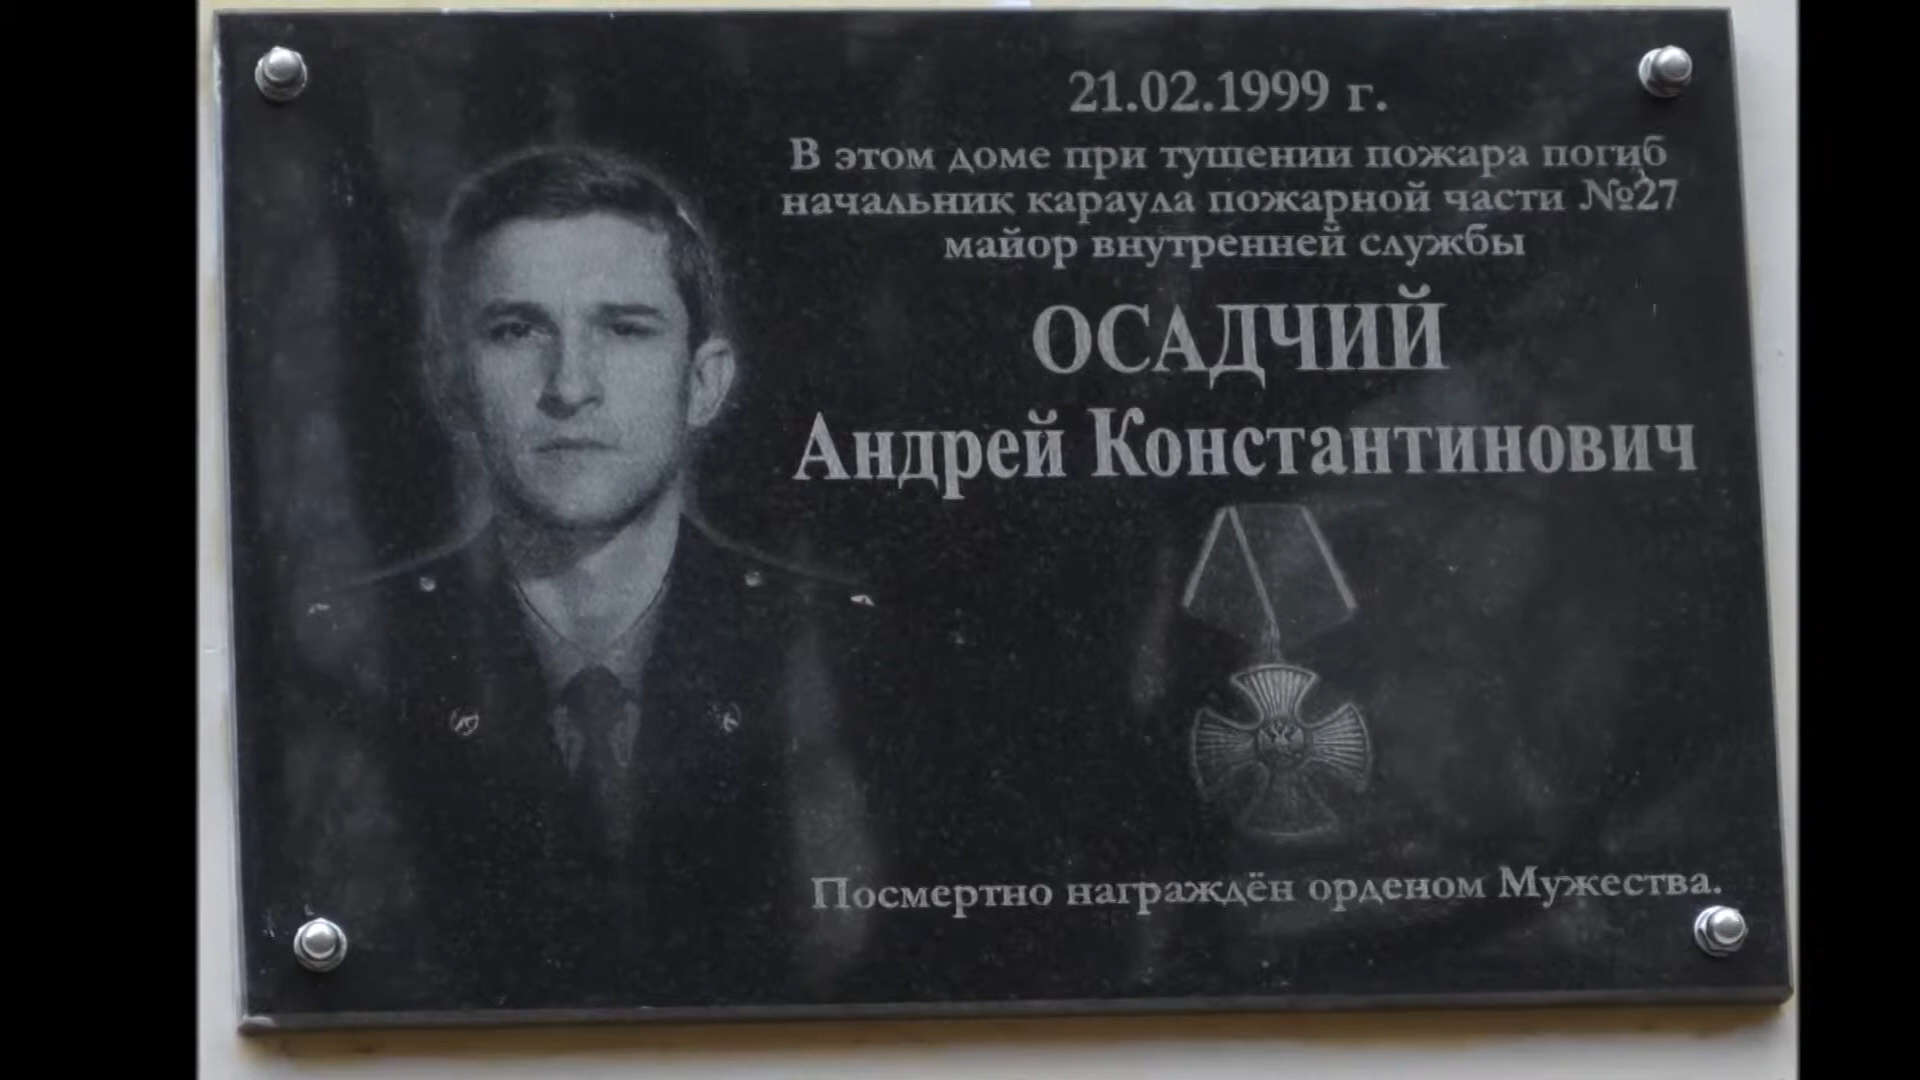 21.02.1999 г.
В этом доме при тушении пожара погиб
начальник караула пожарной части №27
майор внутренней службы
ОСАДЧИЙ
Андрей Константинович
Посмертно награждён орденом Мужества.